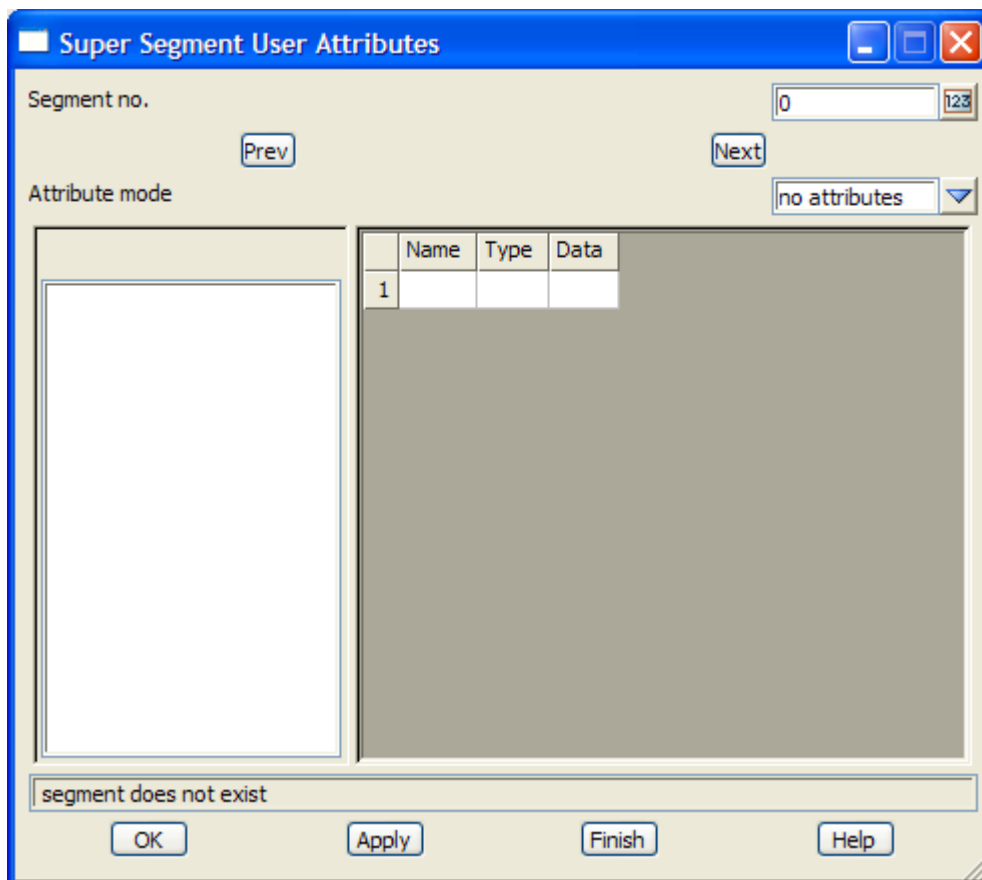 Super Segment User Attributes
Segment no. 0 123
Prev Next
Attribute mode no attributes
Name Type Data
1
segment does not exist
OK Apply Finish Help